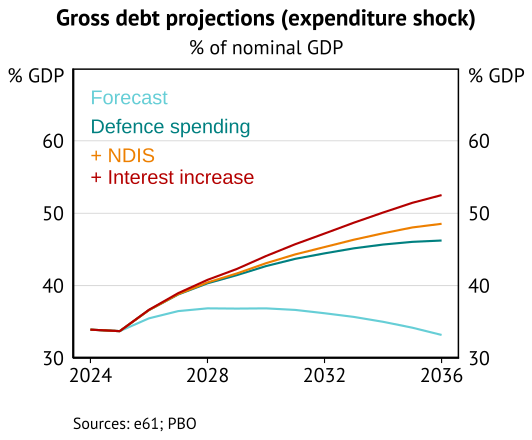 Gross debt projections (expenditure shock)
% of nominal GDP
% GDP % GDP
Forecast
Defence spending
+ NDIS
+ Interest increase
60 60
50 50
40 40
30 30
2024 2028 2032 2036
Sources: e61; PBO